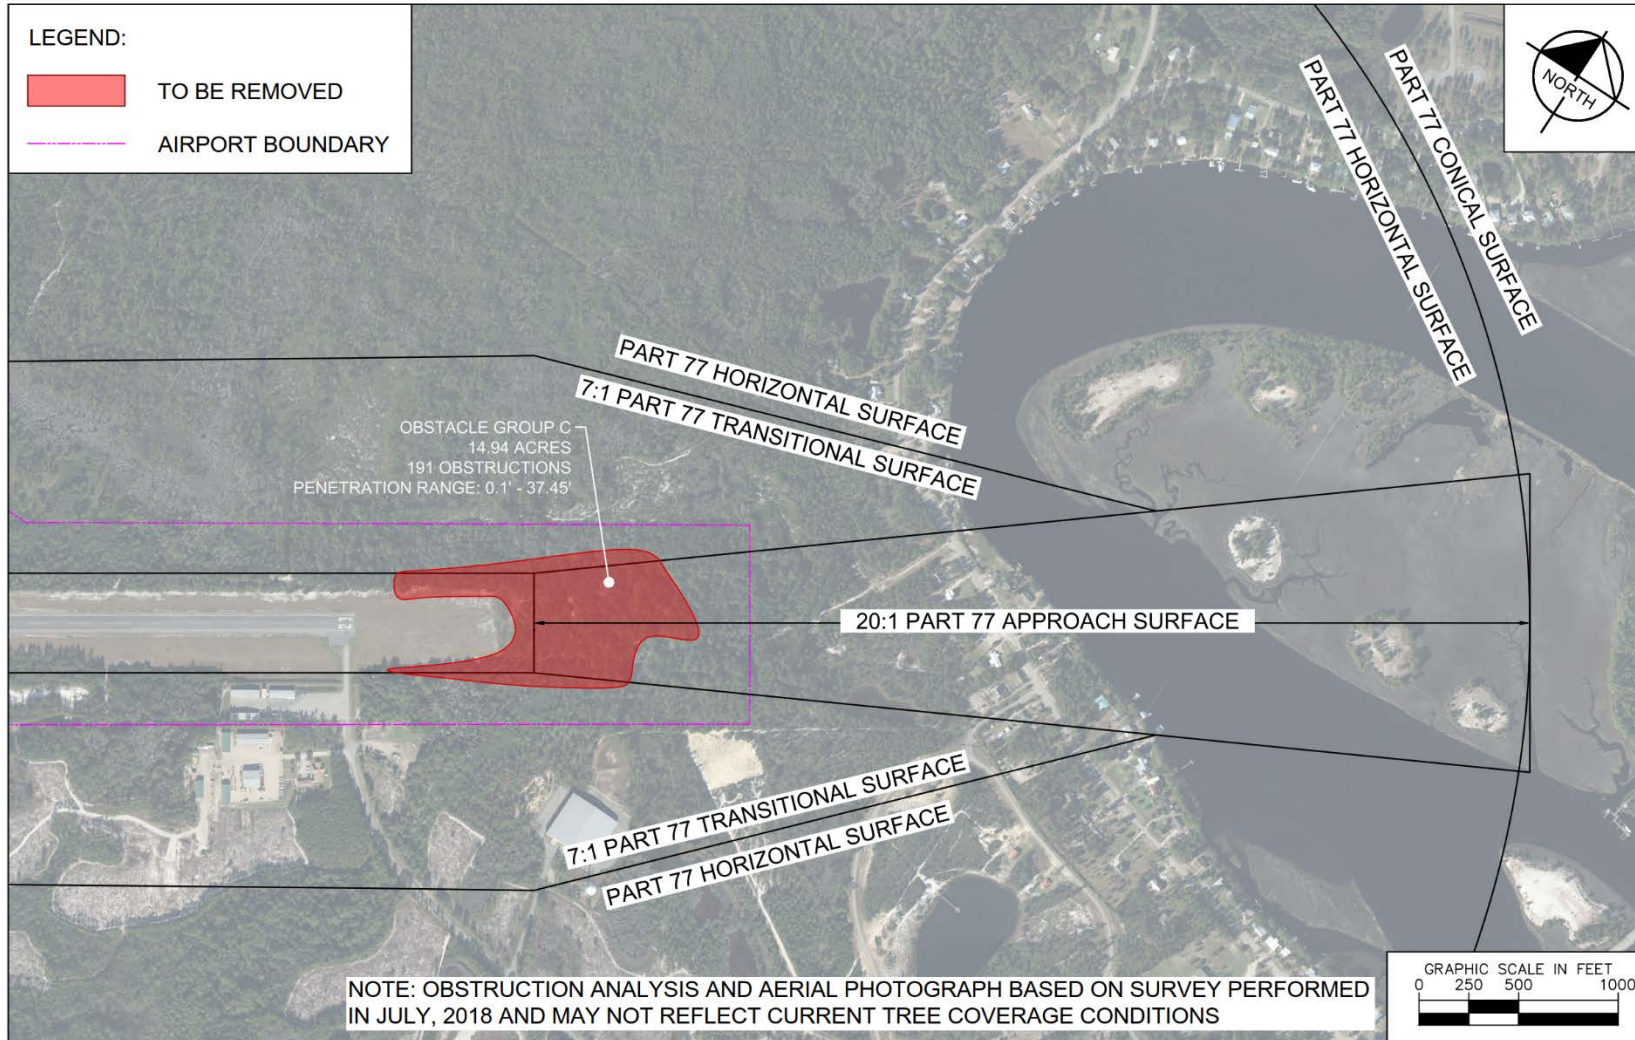 LEGEND:
TO BE REMOVED
AIRPORT BOUNDARY
NORTH
PART 77 HORIZONTAL SURFACE
PART 77 CONICAL SURFACE
PART 77 HORIZONTAL SURFACE
7:1 PART 77 TRANSITIONAL SURFACE
OBSTACLE GROUP C
14.94 ACRES
191 OBSTRUCTIONS
PENETRATION RANGE: 0.1' - 37.45'
20:1 PART 77 APPROACH SURFACE
7:1 PART 77 TRANSITIONAL SURFACE
PART 77 HORIZONTAL SURFACE
NOTE: OBSTRUCTION ANALYSIS AND AERIAL PHOTOGRAPH BASED ON SURVEY PERFORMED
IN JULY, 2018 AND MAY NOT REFLECT CURRENT TREE COVERAGE CONDITIONS
GRAPHIC SCALE IN FEET
0 250 500 1000